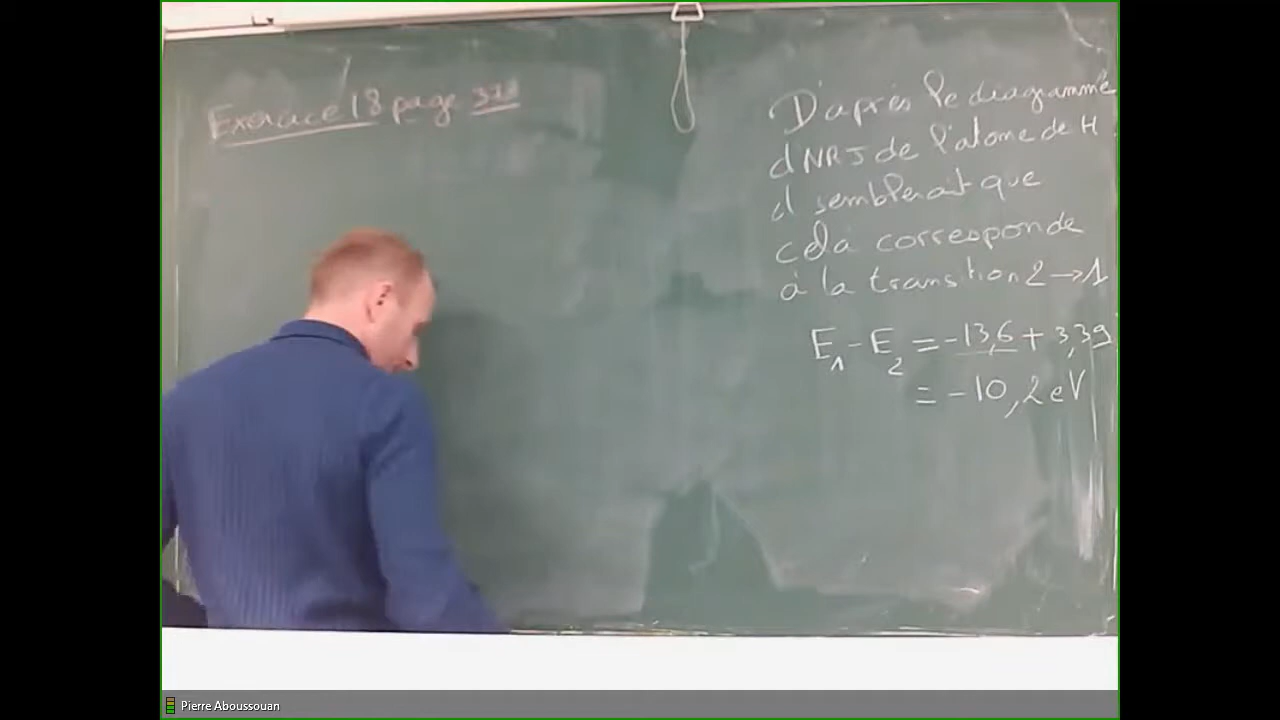 Exercice 18 page
D'après le diagramme
d NRJ de l'atome de H
il semblerait que
cela corresponde
à la transition 2 → 1
E₁ - E₂ = -13,6 + 3,39
= -10,2 eV
Pierre Aboussouan